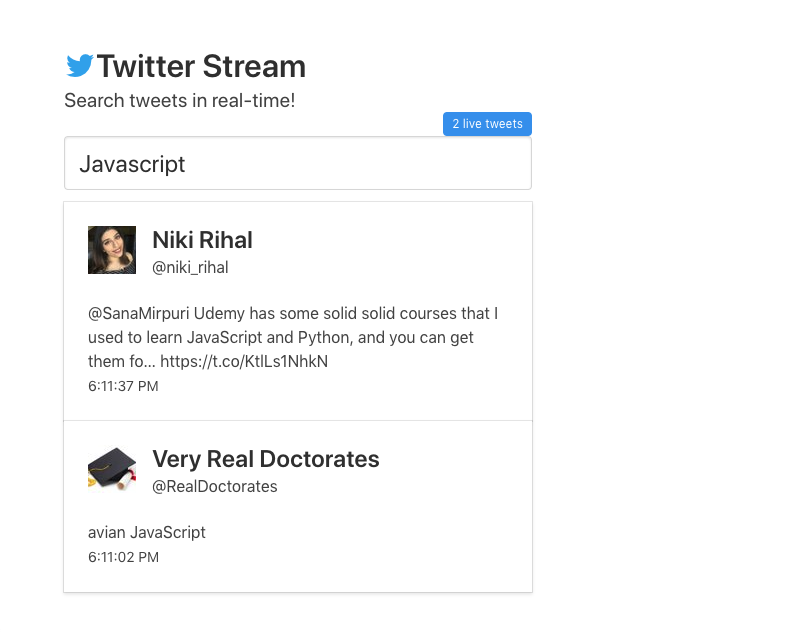 Twitter Stream
Search tweets in real-time!
2 live tweets
Javascript
Niki Rihal
@niki_rihal
@SanaMirpuri Udemy has some solid solid courses that I
used to learn JavaScript and Python, and you can get
them fo... https://t.co/KtlLs1NhkN
6:11:37 PM
Very Real Doctorates
@RealDoctorates
avian JavaScript
6:11:02 PM